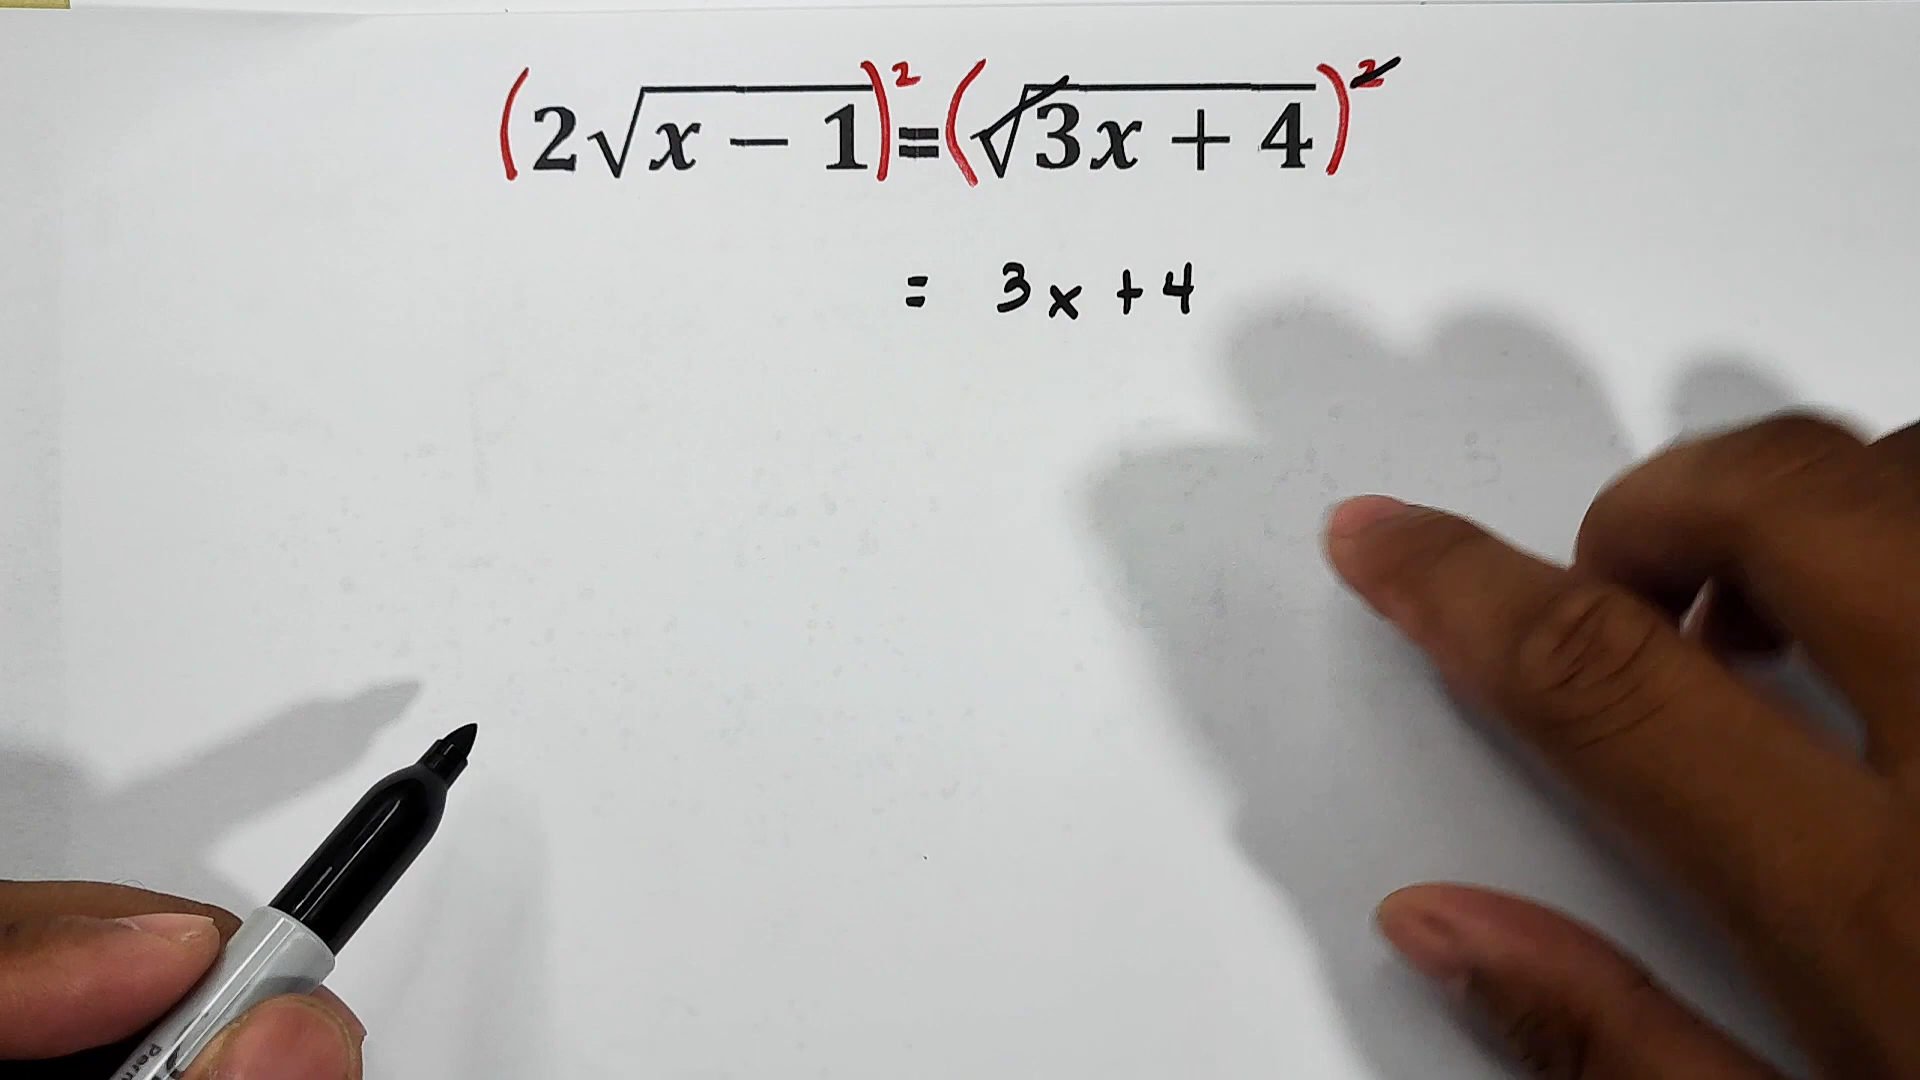 (2√x − 1)² = (√3x + 4)²
= 3x + 4